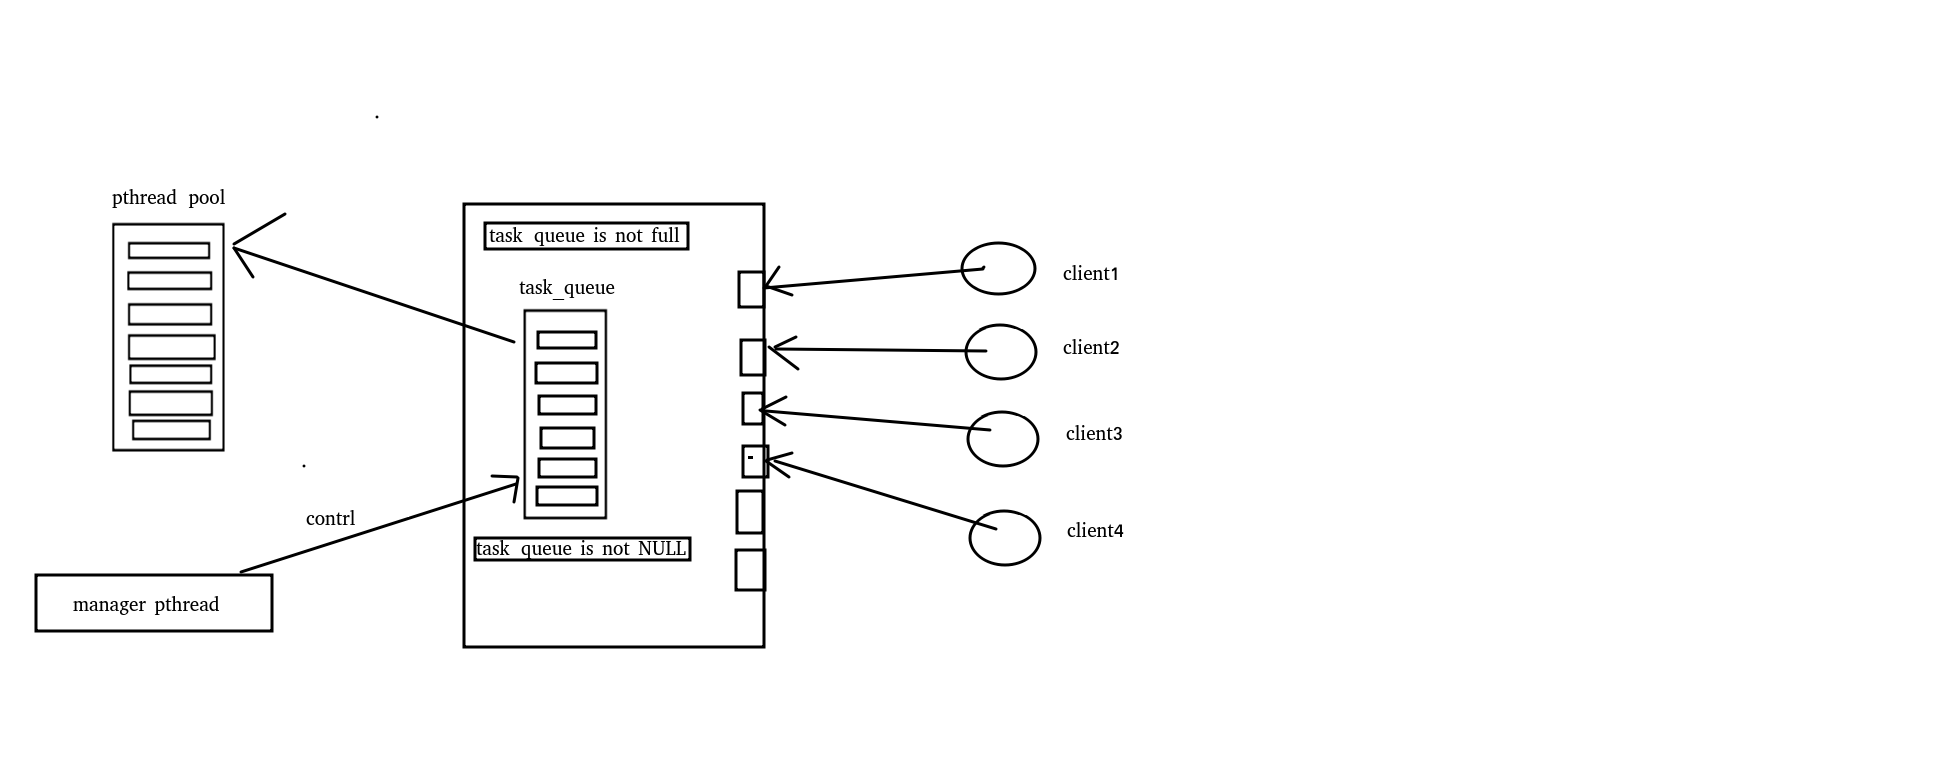 pthread pool
task queue is not full
task_queue
client1
client2
client3
contrl
client4
task queue is not NULL
manager pthread